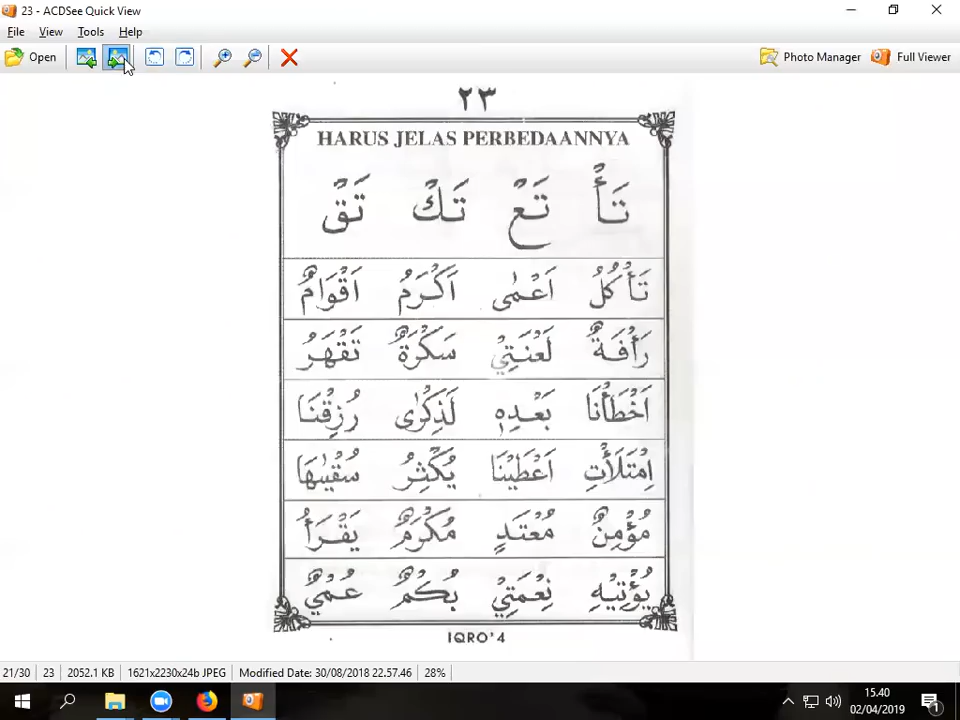 23 - ACDSee Quick View
File View Tools Help
Open Photo Manager Full Viewer
٢٣
HARUS JELAS PERBEDAANNYA
تَأْ تَعْ تَكْ تَقْ
تَأْكُلُ اَعْمٰى اَكْرَمُ اَقْوَامٌ
رَأْفَةٌ لَعْنَتِيْ سَكْرَةٌ تَقْهَرْ
اَخْطَأْنَا بَعْدِهٖ لَذِكْرٰى رُزِقْنَا
اِمْتَلَأْتِ اَعْطَيْنَا يُكْثِرُ سُقْيٰهَا
مُؤْمِنٌ مُعْتَدٍ مُكْرَمٌ يَقْرَأُ
يُؤْتِيْهِ نِعْمَتِيْ بُكْمٌ عُمْيٌ
IQRO'4
21/30 23 2052.1 KB 1621x2230x24b JPEG Modified Date: 30/08/2018 22.57.46 28%
15.40
02/04/2019
1